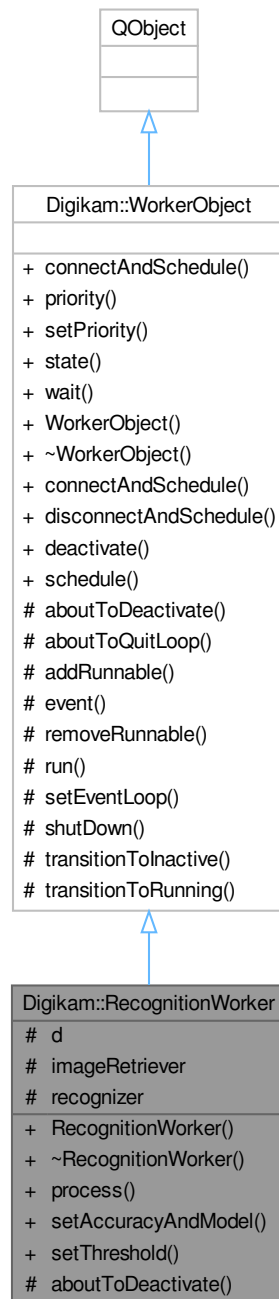 QObject
Digikam::WorkerObject
+ connectAndSchedule()
+ priority()
+ setPriority()
+ state()
+ wait()
+ WorkerObject()
+ ~WorkerObject()
+ connectAndSchedule()
+ disconnectAndSchedule()
+ deactivate()
+ schedule()
# aboutToDeactivate()
# aboutToQuitLoop()
# addRunnable()
# event()
# removeRunnable()
# run()
# setEventLoop()
# shutDown()
# transitionToInactive()
# transitionToRunning()
Digikam::RecognitionWorker
# d
# imageRetriever
# recognizer
+ RecognitionWorker()
+ ~RecognitionWorker()
+ process()
+ setAccuracyAndModel()
+ setThreshold()
# aboutToDeactivate()